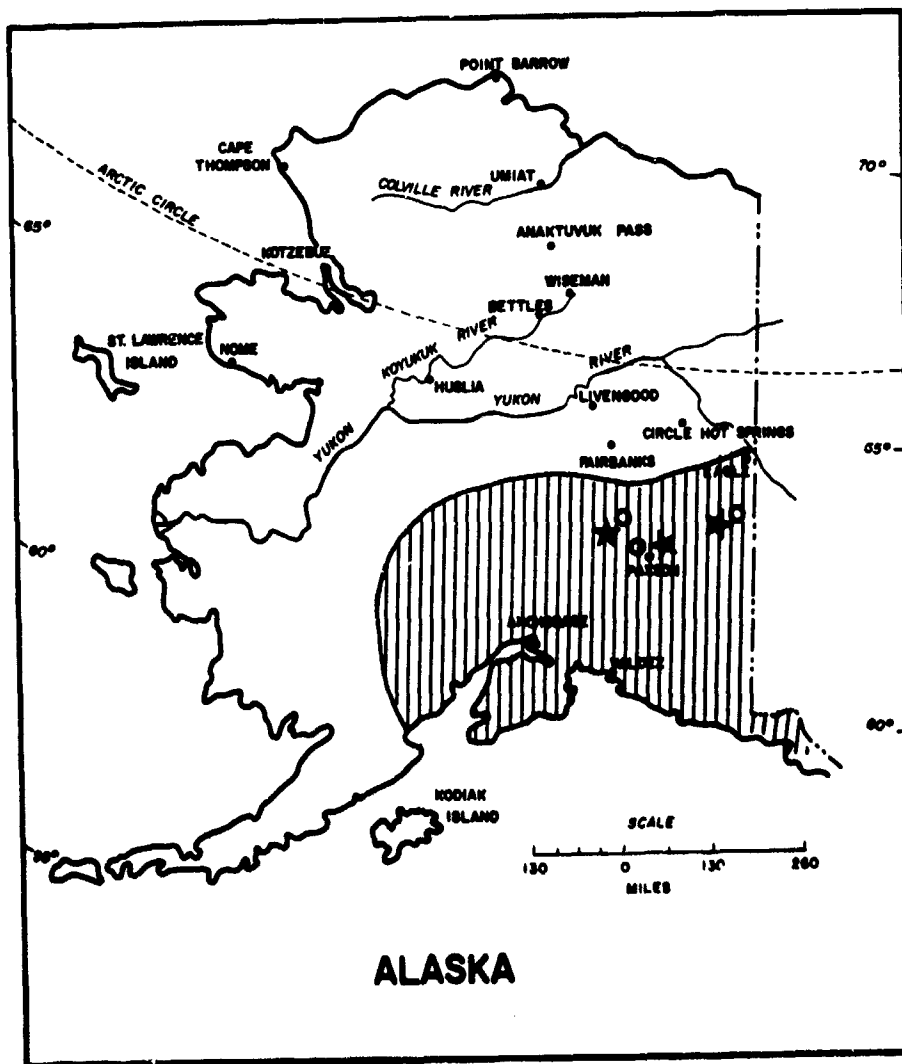 POINT BARROW
CAPE
THOMPSON
ARCTIC CIRCLE
70°
COLVILLE RIVER
UMIAT
65°
ANAKTUVUK PASS
KOTZEBUE
WISEMAN
BETTLES
ST. LAWRENCE
ISLAND
NOME
KOYUKUK RIVER
HUSLIA
RIVER
YUKON
LIVENGOOD
YUKON
CIRCLE HOT SPRINGS
FAIRBANKS
65°
60°
PAXSON
ANCHORAGE
VALDEZ
60°
KODIAK
ISLAND
SCALE
130 0 130 260
MILES
ALASKA